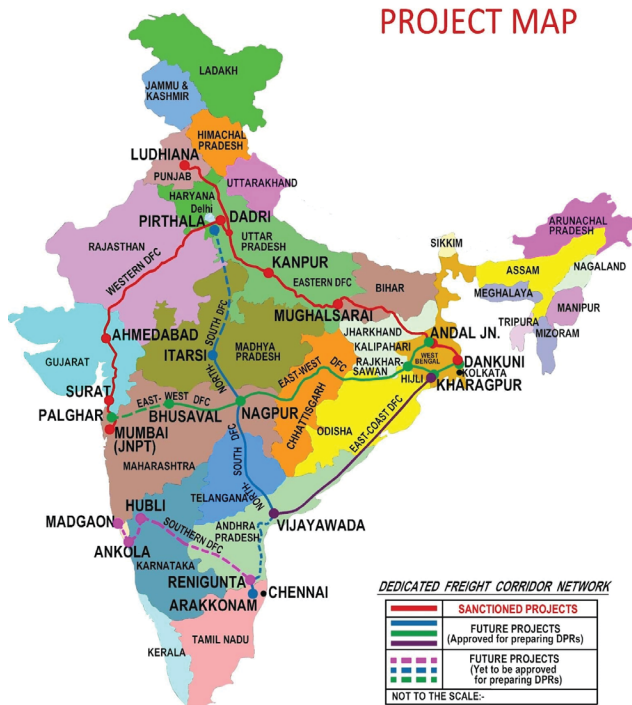 PROJECT MAP
LADAKH
JAMMU &
KASHMIR
HIMACHAL
PRADESH
LUDHIANA
PUNJAB
UTTARAKHAND
HARYANA
Delhi
PIRTHALA
DADRI
UTTAR
PRADESH
RAJASTHAN
WESTERN DFC
KANPUR
EASTERN DFC
BIHAR
SIKKIM
ARUNACHAL
PRADESH
ASSAM
NAGALAND
MEGHALAYA
MANIPUR
TRIPURA
MIZORAM
MUGHALSARAI
AHMEDABAD
GUJARAT
SOUTH DFC
NORTH-
ITARSI
MADHYA
PRADESH
JHARKHAND
KALIPAHARI
ANDAL JN.
RAJKHAR-
SAWAN
WEST
BENGAL
DANKUNI
KOLKATA
HIJLI
KHARAGPUR
SURAT
PALGHAR
EAST- WEST DFC
BHUSAVAL
NAGPUR
EAST-WEST DFC
CHHATTISGARH
ODISHA
EAST-COAST DFC
MUMBAI
(JNPT)
MAHARASHTRA
SOUTH DFC
NORTH-
TELANGANA
VIJAYAWADA
MADGAON
HUBLI
SOUTHERN DFC
ANDHRA
PRADESH
ANKOLA
KARNATAKA
RENIGUNTA
ARAKKONAM
CHENNAI
TAMIL NADU
KERALA
DEDICATED FREIGHT CORRIDOR NETWORK
SANCTIONED PROJECTS
FUTURE PROJECTS
(Approved for preparing DPRs)
FUTURE PROJECTS
(Yet to be approved
for preparing DPRs)
NOT TO THE SCALE:-